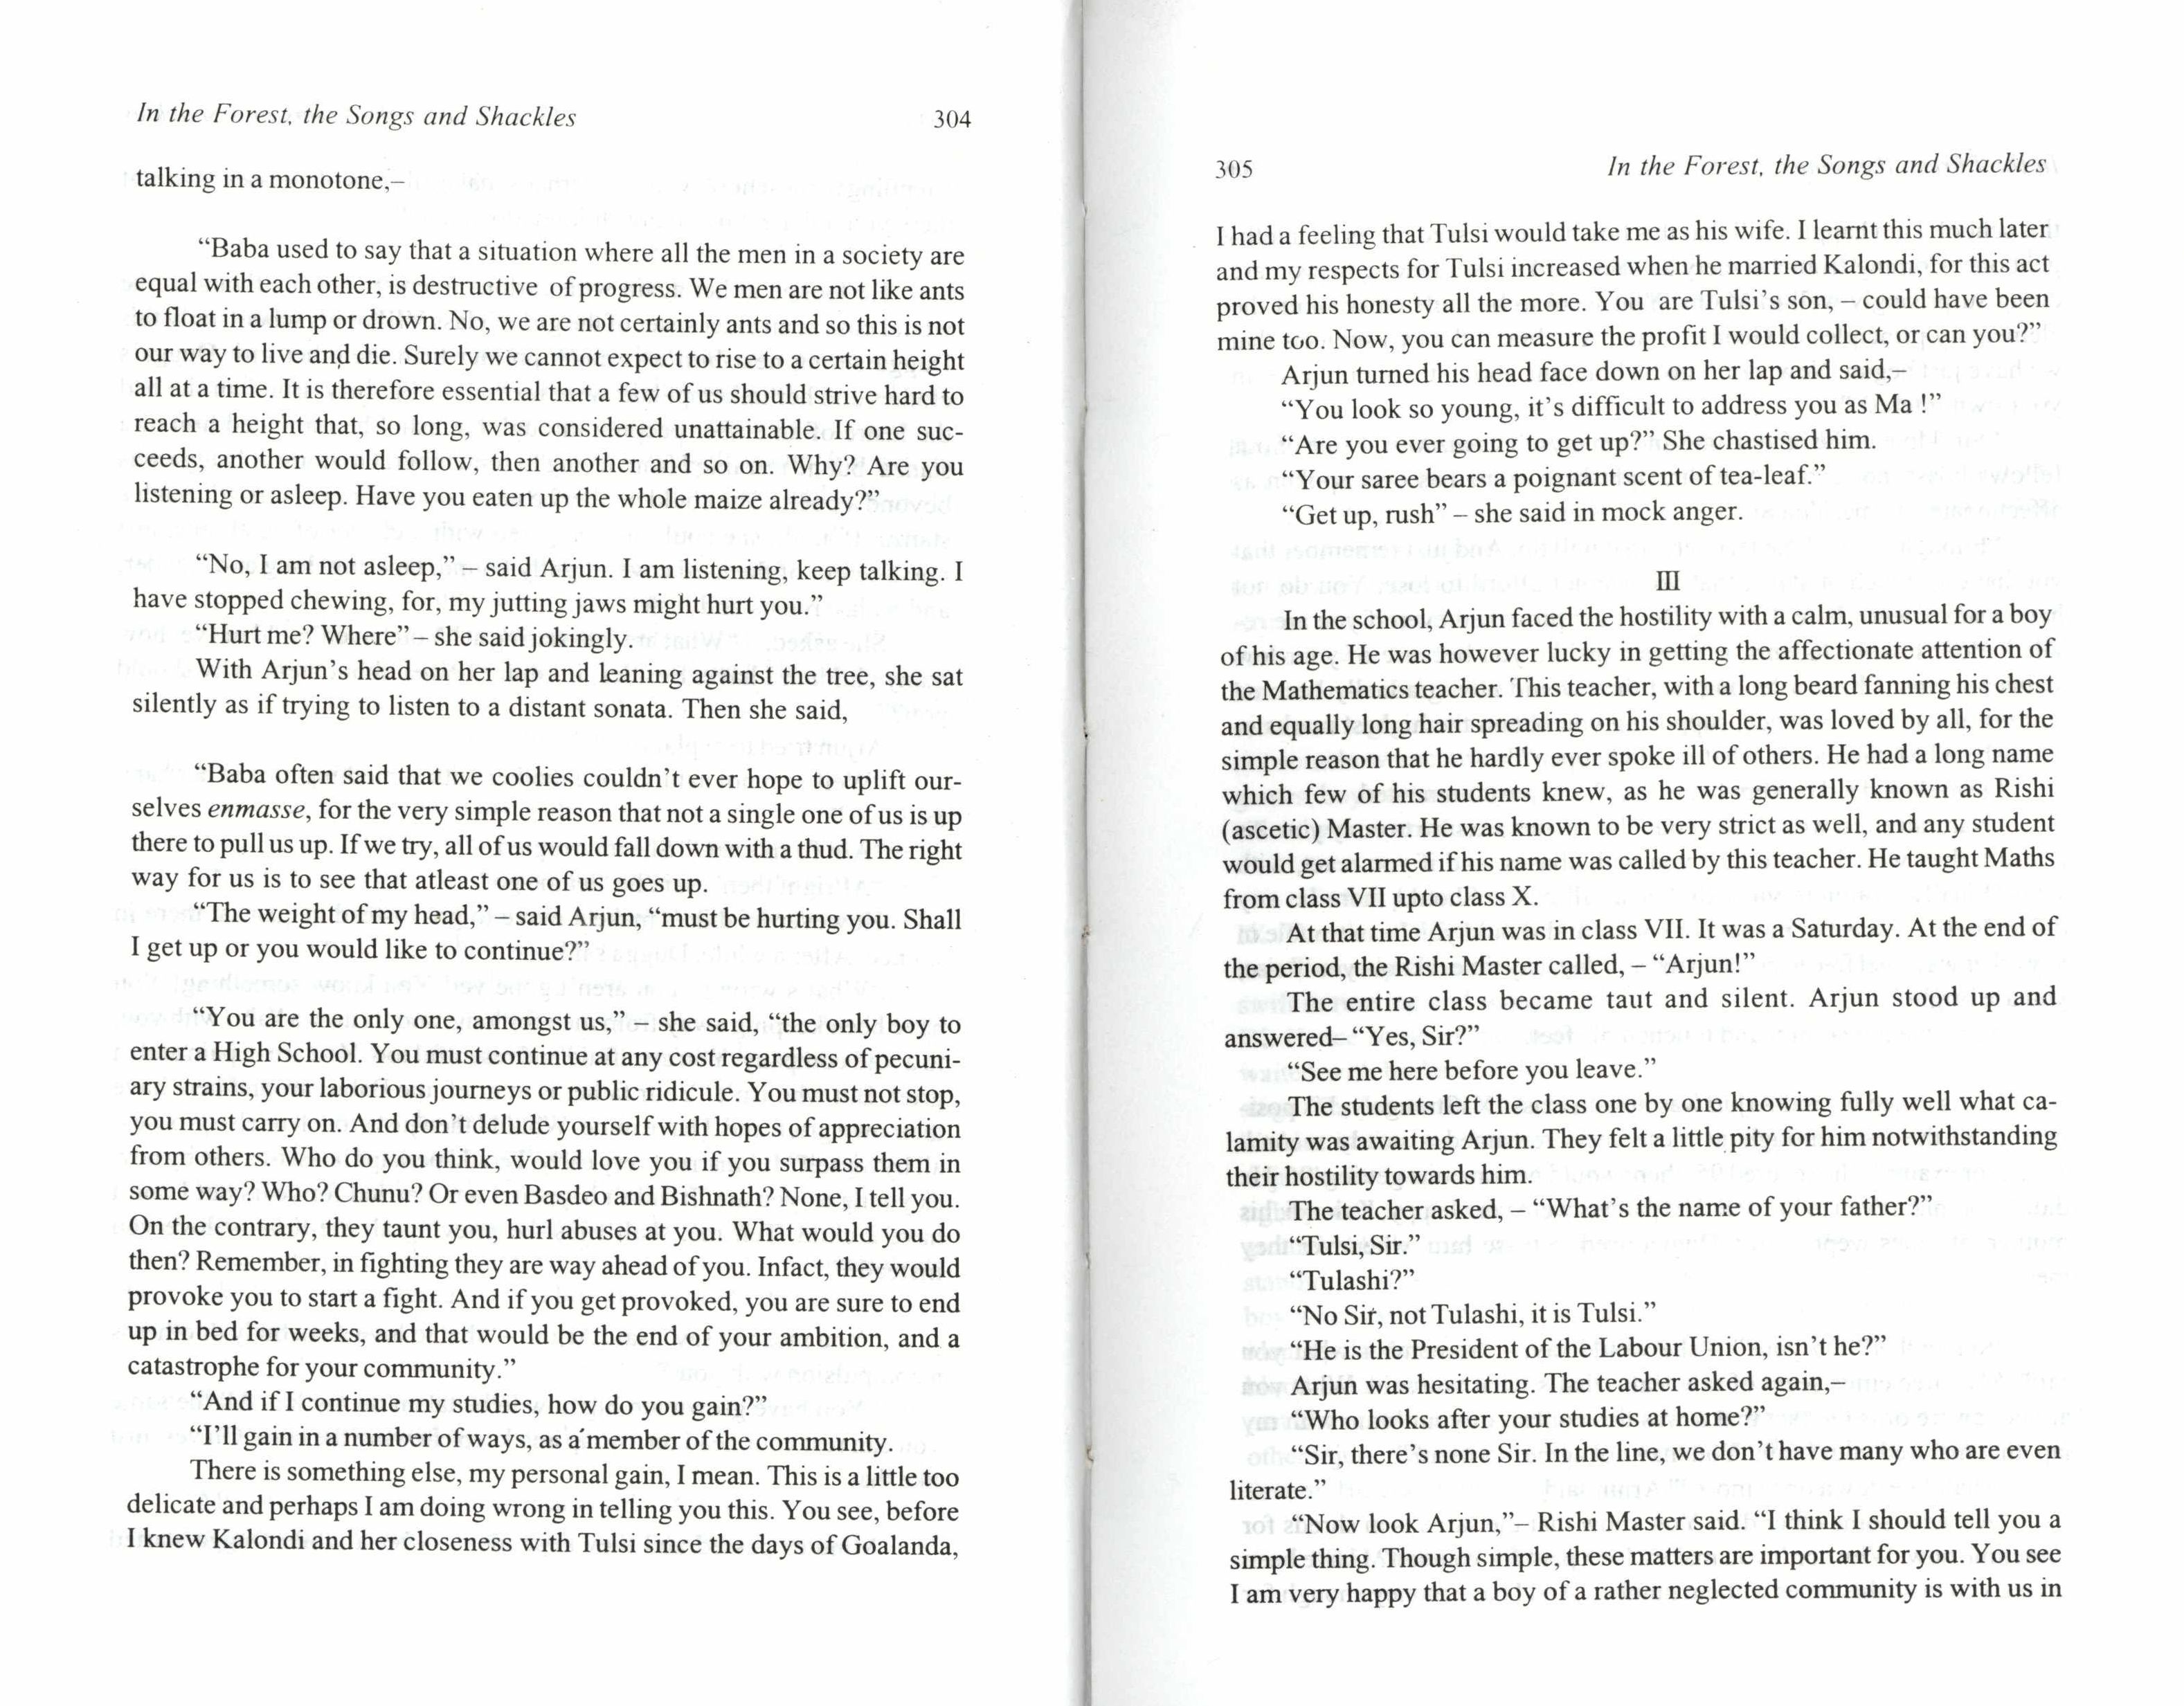 In the Forest, the Songs and Shackles 304
talking in a monotone,–
“Baba used to say that a situation where all the men in a society are
equal with each other, is destructive of progress. We men are not like ants
to float in a lump or drown. No, we are not certainly ants and so this is not
our way to live and die. Surely we cannot expect to rise to a certain height
all at a time. It is therefore essential that a few of us should strive hard to
reach a height that, so long, was considered unattainable. If one suc-
ceeds, another would follow, then another and so on. Why? Are you
listening or asleep. Have you eaten up the whole maize already?”
“No, I am not asleep,” – said Arjun. I am listening, keep talking. I
have stopped chewing, for, my jutting jaws might hurt you.”
“Hurt me? Where” – she said jokingly.
With Arjun’s head on her lap and leaning against the tree, she sat
silently as if trying to listen to a distant sonata. Then she said,
“Baba often said that we coolies couldn’t ever hope to uplift our-
selves enmasse, for the very simple reason that not a single one of us is up
there to pull us up. If we try, all of us would fall down with a thud. The right
way for us is to see that atleast one of us goes up.
“The weight of my head,” – said Arjun, “must be hurting you. Shall
I get up or you would like to continue?”
“You are the only one, amongst us,” – she said, “the only boy to
enter a High School. You must continue at any cost regardless of pecuni-
ary strains, your laborious journeys or public ridicule. You must not stop,
you must carry on. And don’t delude yourself with hopes of appreciation
from others. Who do you think, would love you if you surpass them in
some way? Who? Chunu? Or even Basdeo and Bishnath? None, I tell you.
On the contrary, they taunt you, hurl abuses at you. What would you do
then? Remember, in fighting they are way ahead of you. Infact, they would
provoke you to start a fight. And if you get provoked, you are sure to end
up in bed for weeks, and that would be the end of your ambition, and a
catastrophe for your community.”
“And if I continue my studies, how do you gain?”
“I’ll gain in a number of ways, as a member of the community.
There is something else, my personal gain, I mean. This is a little too
delicate and perhaps I am doing wrong in telling you this. You see, before
I knew Kalondi and her closeness with Tulsi since the days of Goalanda,
305 In the Forest, the Songs and Shackles
I had a feeling that Tulsi would take me as his wife. I learnt this much later
and my respects for Tulsi increased when he married Kalondi, for this act
proved his honesty all the more. You are Tulsi’s son, – could have been
mine too. Now, you can measure the profit I would collect, or can you?”
Arjun turned his head face down on her lap and said,–
“You look so young, it’s difficult to address you as Ma !”
“Are you ever going to get up?” She chastised him.
“Your saree bears a poignant scent of tea-leaf.”
“Get up, rush” – she said in mock anger.
III
In the school, Arjun faced the hostility with a calm, unusual for a boy
of his age. He was however lucky in getting the affectionate attention of
the Mathematics teacher. This teacher, with a long beard fanning his chest
and equally long hair spreading on his shoulder, was loved by all, for the
simple reason that he hardly ever spoke ill of others. He had a long name
which few of his students knew, as he was generally known as Rishi
(ascetic) Master. He was known to be very strict as well, and any student
would get alarmed if his name was called by this teacher. He taught Maths
from class VII upto class X.
At that time Arjun was in class VII. It was a Saturday. At the end of
the period, the Rishi Master called, – “Arjun!”
The entire class became taut and silent. Arjun stood up and
answered– “Yes, Sir?”
“See me here before you leave.”
The students left the class one by one knowing fully well what ca-
lamity was awaiting Arjun. They felt a little pity for him notwithstanding
their hostility towards him.
The teacher asked, – “What’s the name of your father?”
“Tulsi, Sir.”
“Tulashi?”
“No Sir, not Tulashi, it is Tulsi.”
“He is the President of the Labour Union, isn’t he?”
Arjun was hesitating. The teacher asked again,–
“Who looks after your studies at home?”
“Sir, there’s none Sir. In the line, we don’t have many who are even
literate.”
“Now look Arjun,”– Rishi Master said. “I think I should tell you a
simple thing. Though simple, these matters are important for you. You see
I am very happy that a boy of a rather neglected community is with us in